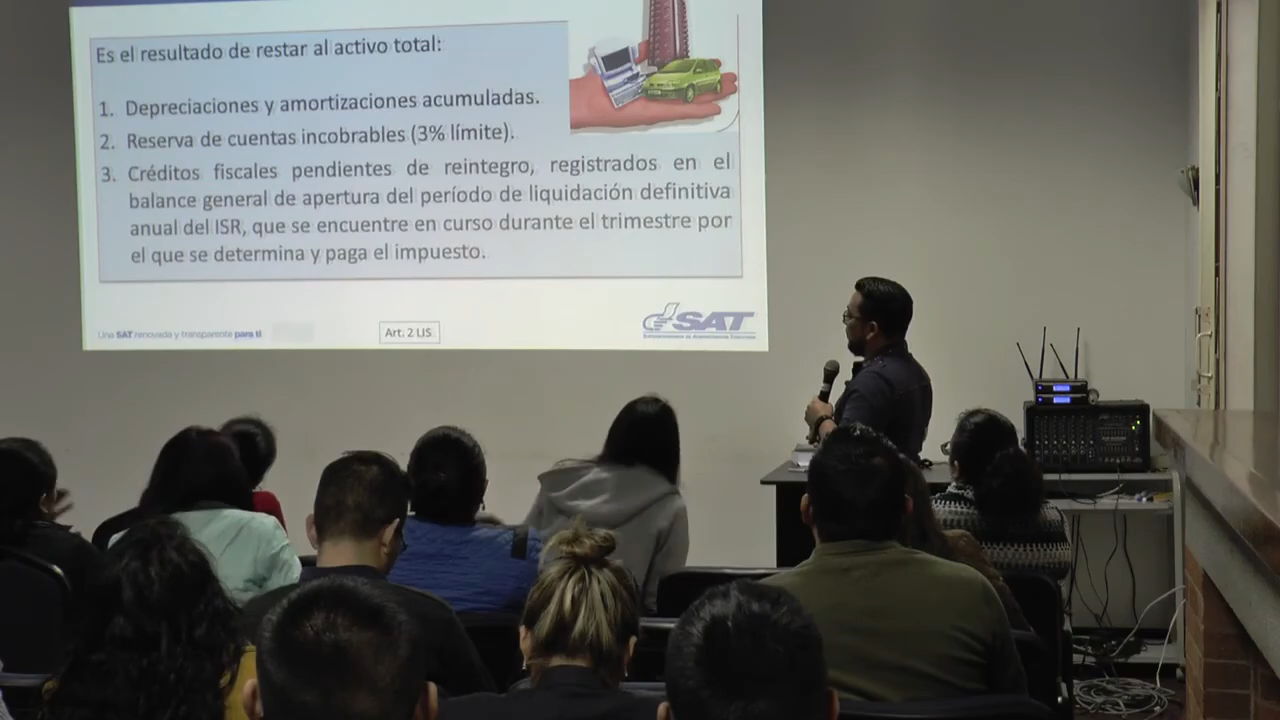 Es el resultado de restar al activo total:
1. Depreciaciones y amortizaciones acumuladas.
2. Reserva de cuentas incobrables (3% límite).
3. Créditos fiscales pendientes de reintegro, registrados en el
balance general de apertura del período de liquidación definitiva
anual del ISR, que se encuentre en curso durante el trimestre por
el que se determina y paga el impuesto.
Una SAT renovada y transparente para ti
Art: 2 LIS
SAT